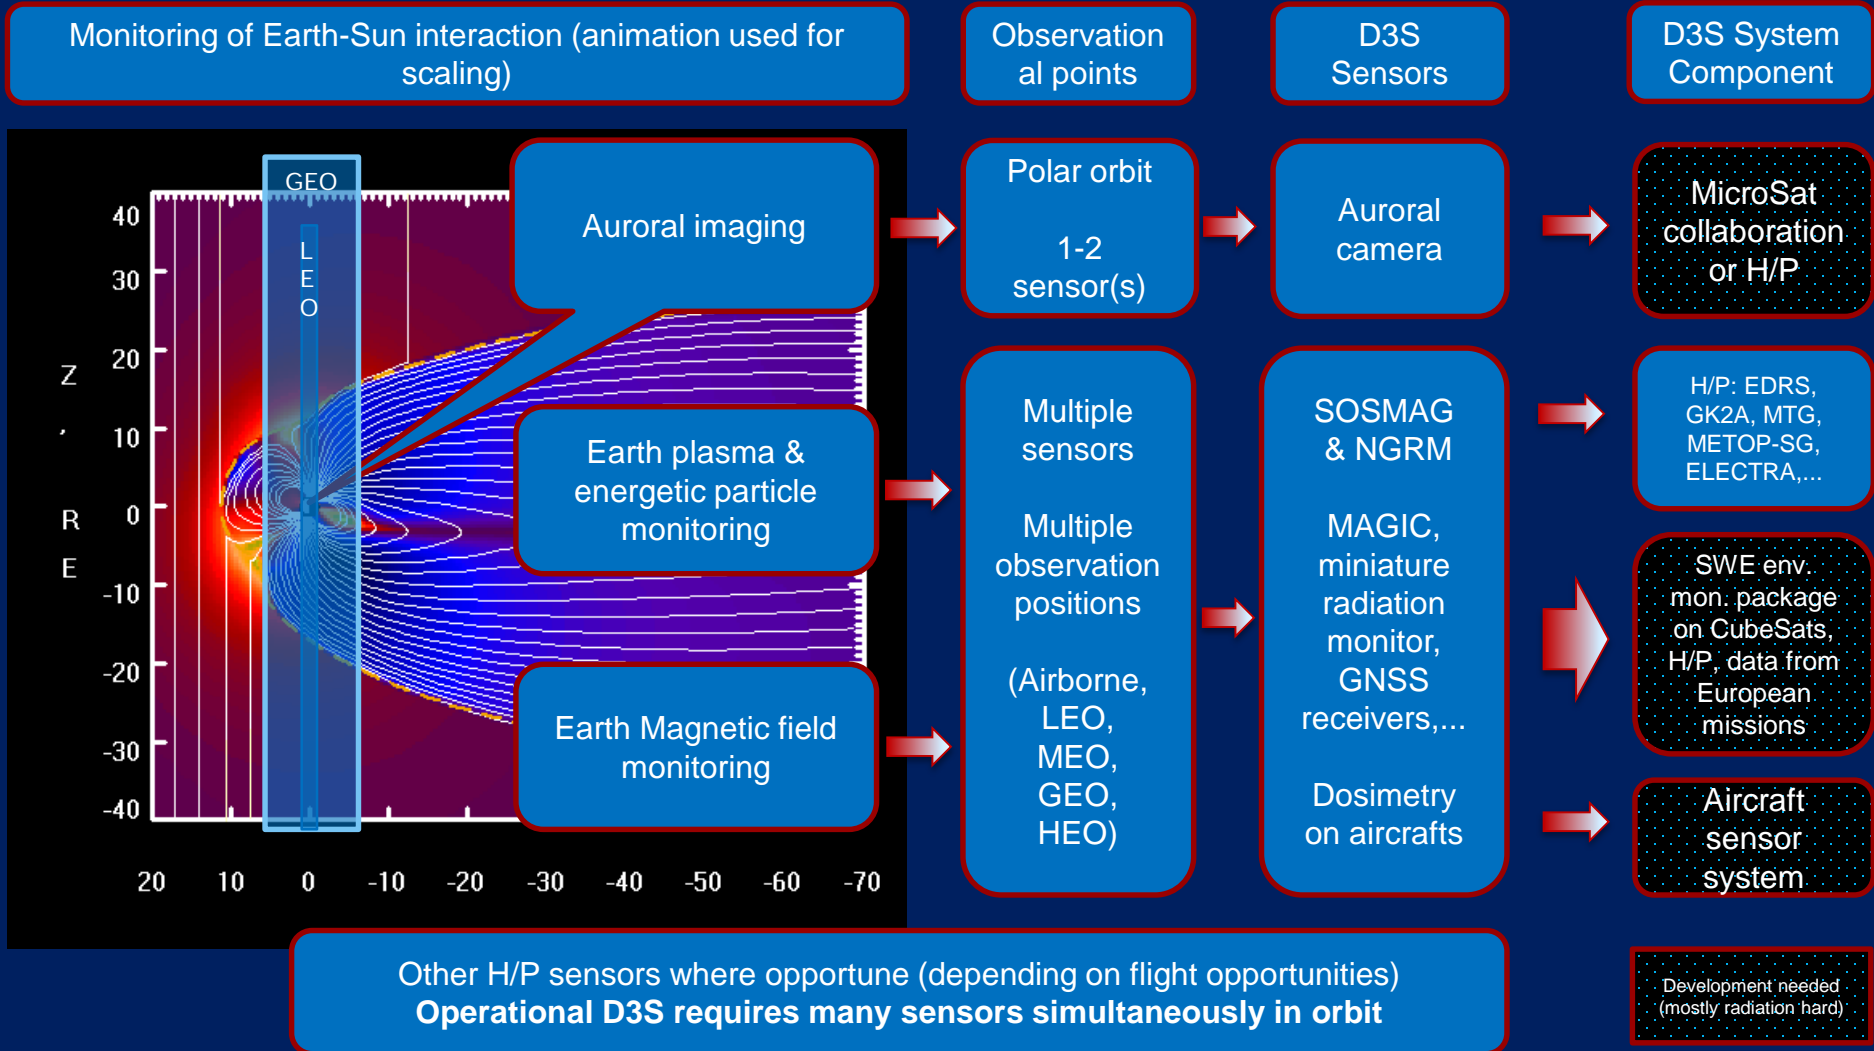 Monitoring of Earth-Sun interaction (animation used for
scaling)
Observation
al points
D3S
Sensors
D3S System
Component
GEO
L
E
O
40
30
20
10
0
-10
-20
-30
-40
Z
,
R
E
20
10
0
-10
-20
-30
-40
-50
-60
-70
Auroral imaging
Earth plasma &
energetic particle
monitoring
Earth Magnetic field
monitoring
Polar orbit
1-2
sensor(s)
Auroral
camera
MicroSat
collaboration
or H/P
Multiple
sensors
Multiple
observation
positions
(Airborne,
LEO,
MEO,
GEO,
HEO)
SOSMAG
& NGRM
MAGIC,
miniature
radiation
monitor,
GNSS
receivers,...
Dosimetry
on aircrafts
H/P: EDRS,
GK2A, MTG,
METOP-SG,
ELECTRA,...
SWE env.
mon. package
on CubeSats,
H/P, data from
European
missions
Aircraft
sensor
system
Other H/P sensors where opportune (depending on flight opportunities)
Operational D3S requires many sensors simultaneously in orbit
Development needed
(mostly radiation hard)